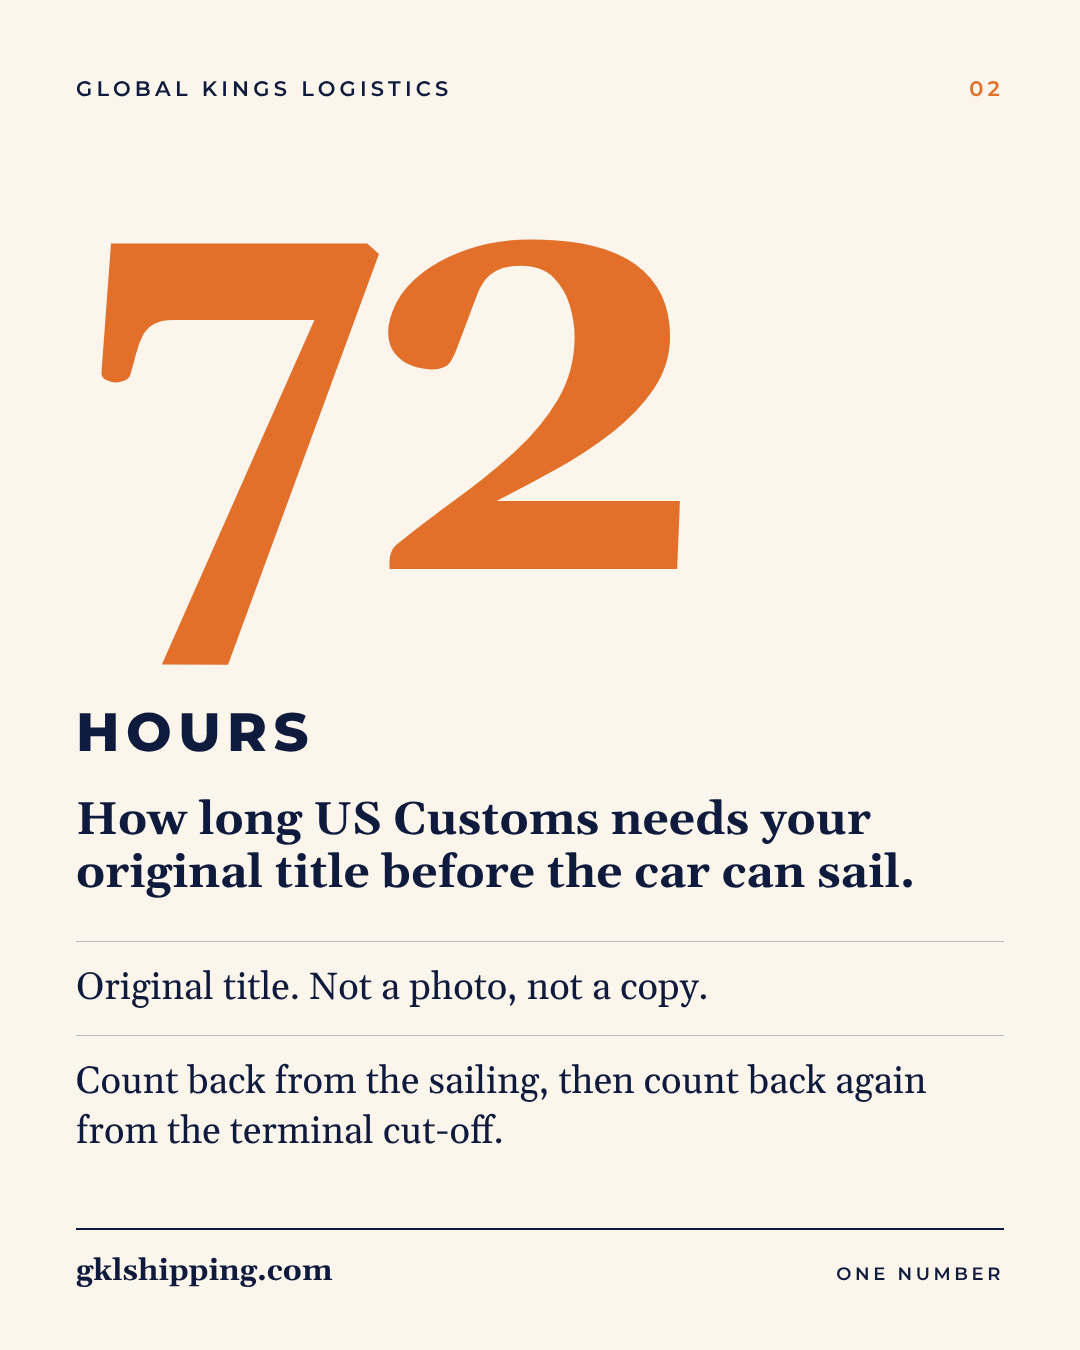 GLOBAL KINGS LOGISTICS
02
72
HOURS
How long US Customs needs your
original title before the car can sail.
Original title. Not a photo, not a copy.
Count back from the sailing, then count back again
from the terminal cut-off.
gklshipping.com
ONE NUMBER